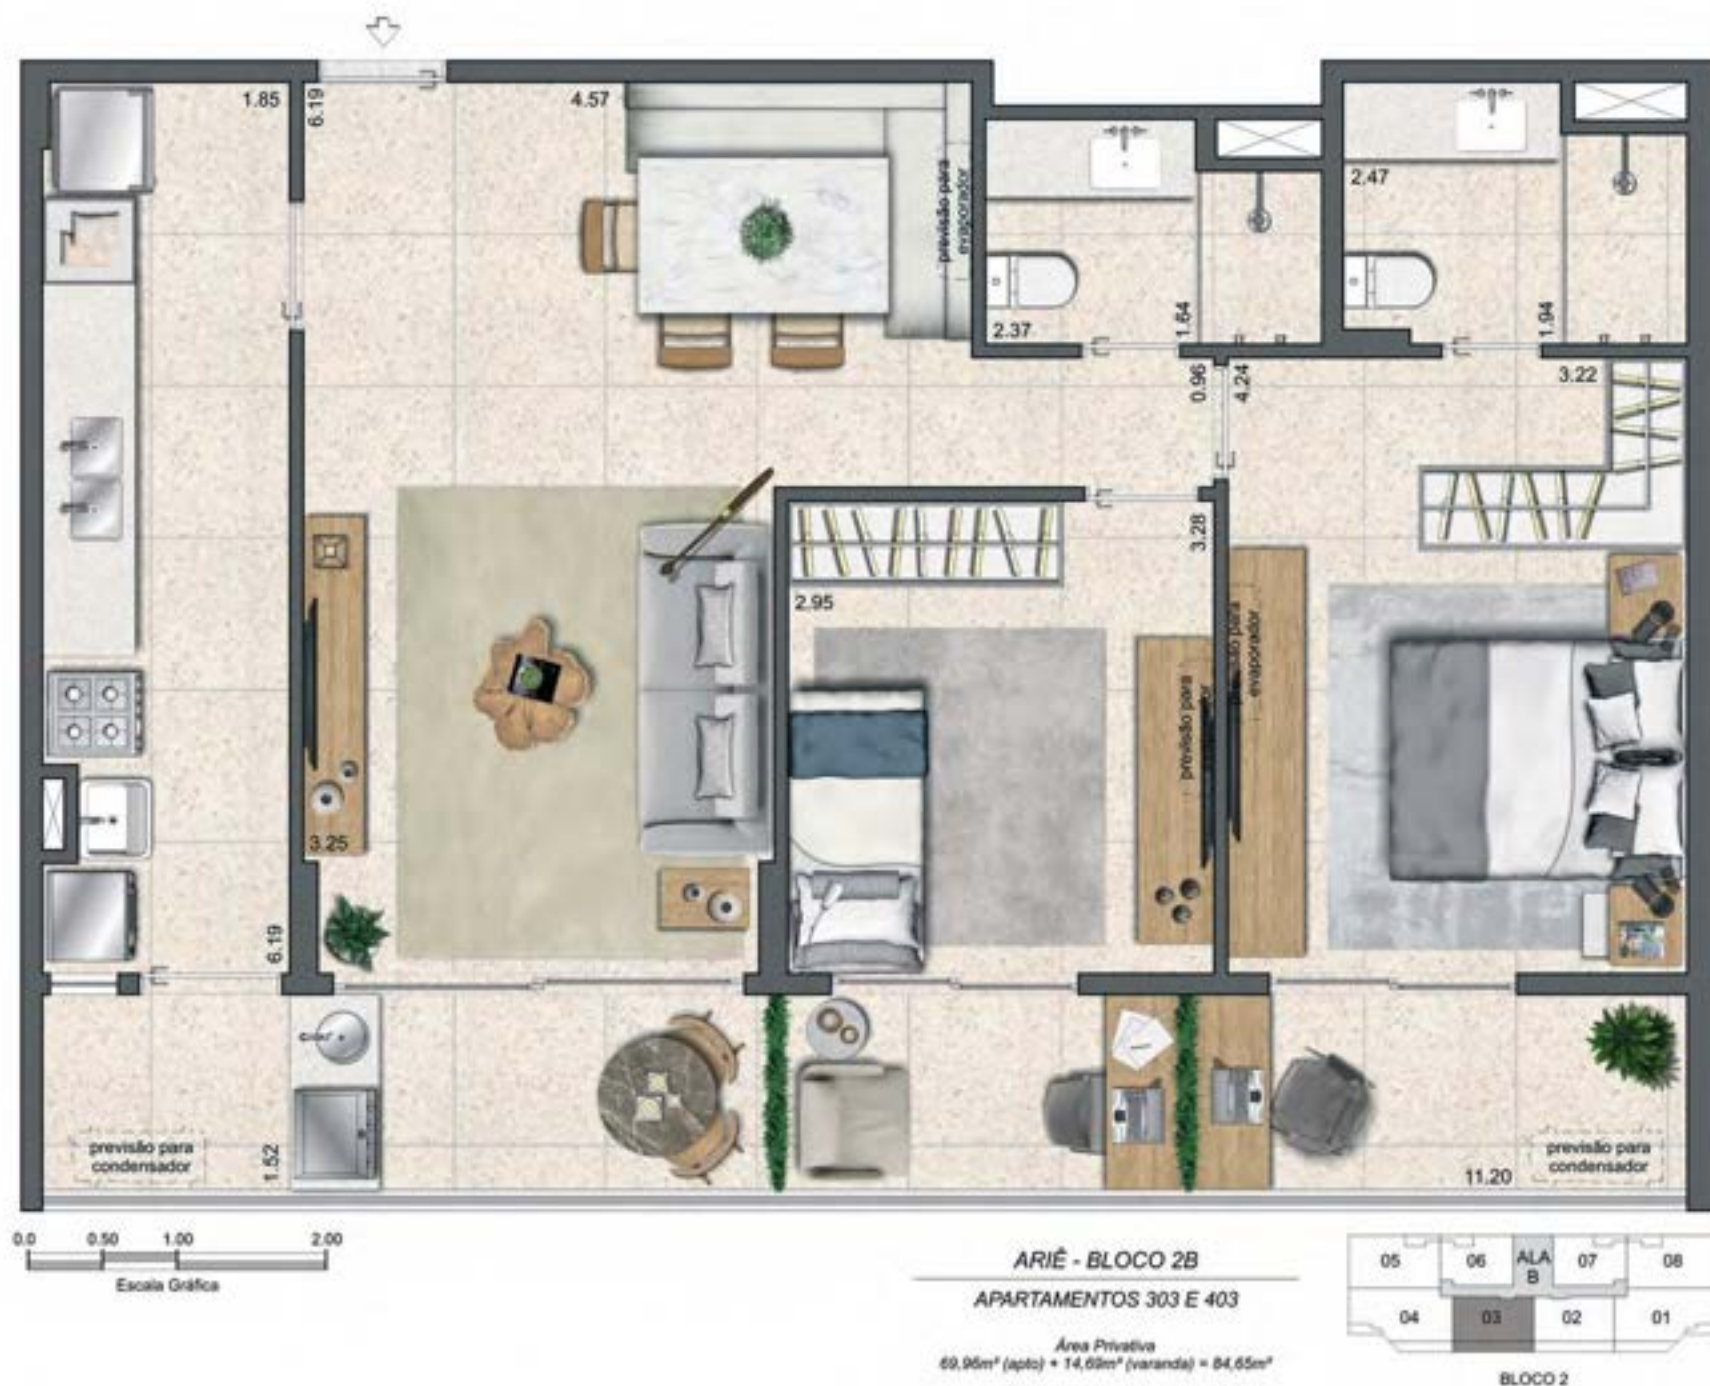 1.85
6.19
4.57
previsão para
evaporador
2.37
1.64
2.47
1.94
0.96
4.24
3.22
3.28
2.95
previsão para
previsão para
evaporador
3.25
6.19
1.52
previsão para
condensador
11.20
previsão para
condensador
0.0 0.50 1.00 2.00
Escala Gráfica
ARIÊ - BLOCO 2B
APARTAMENTOS 303 E 403
Área Privativa
69,96m² (apto) + 14,69m² (varanda) = 84,65m²
05 06 ALA B 07 08
04 03 02 01
BLOCO 2